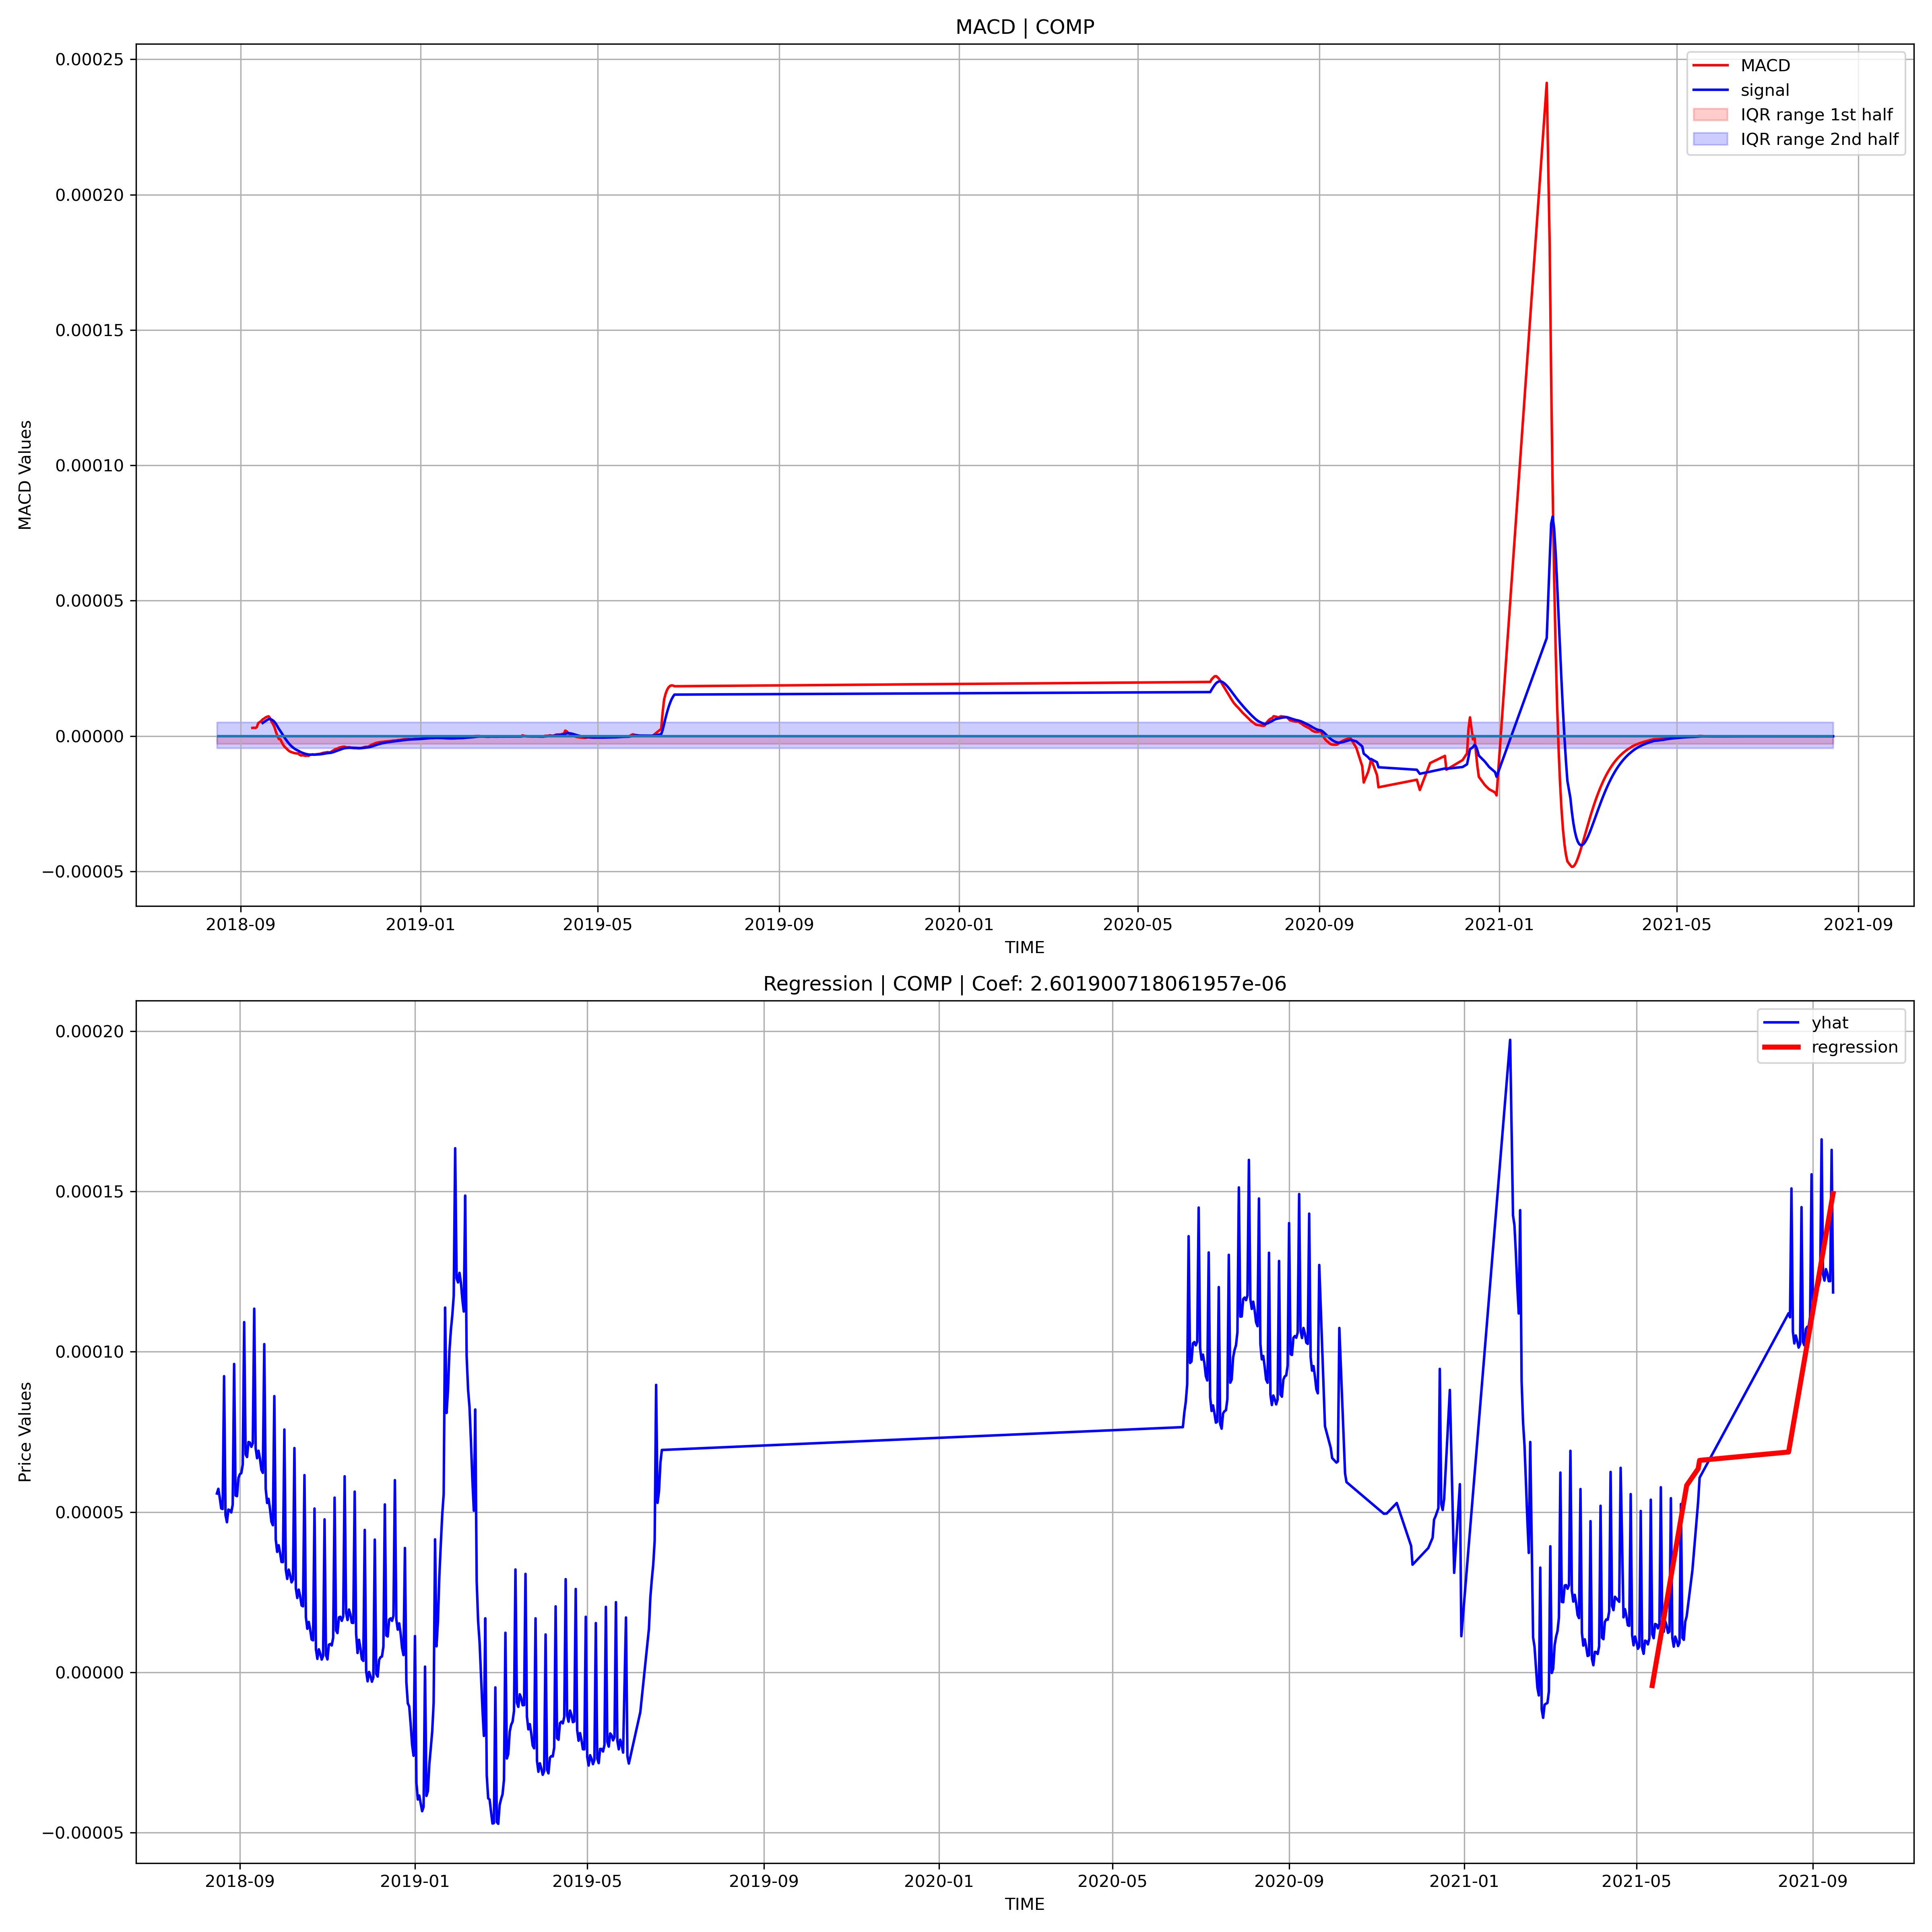 MACD | COMP
0.00025
0.00020
0.00015
0.00010
0.00005
0.00000
−0.00005
MACD Values
MACD
signal
IQR range 1st half
IQR range 2nd half
2018-09 2019-01 2019-05 2019-09 2020-01 2020-05 2020-09 2021-01 2021-05 2021-09
TIME
Regression | COMP | Coef: 2.601900718061957e-06
0.00020
0.00015
0.00010
0.00005
0.00000
−0.00005
Price Values
yhat
regression
2018-09 2019-01 2019-05 2019-09 2020-01 2020-05 2020-09 2021-01 2021-05 2021-09
TIME